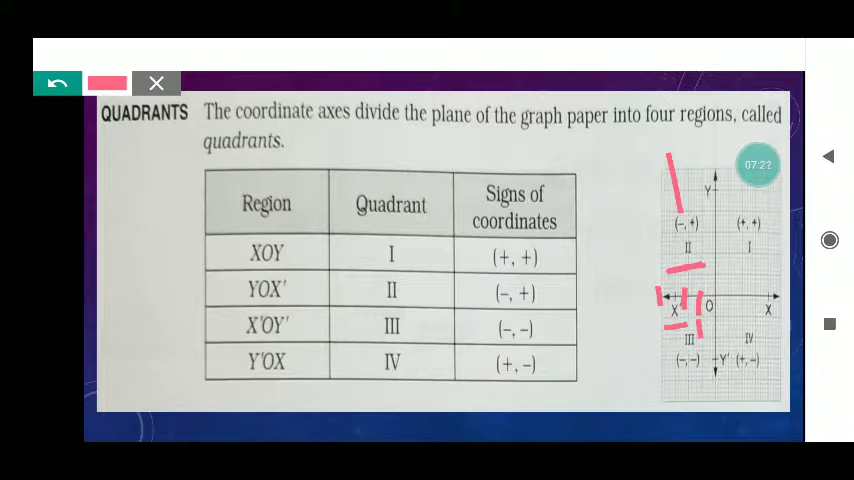 QUADRANTS The coordinate axes divide the plane of the graph paper into four regions, called
quadrants.
Region Quadrant Signs of coordinates
XOY I (+, +)
YOX' II (–, +)
X'OY' III (–, –)
Y'OX IV (+, –)
07:22
Y
(–, +) (+, +)
II I
X' O X
III IV
(–, –) Y' (+, –)